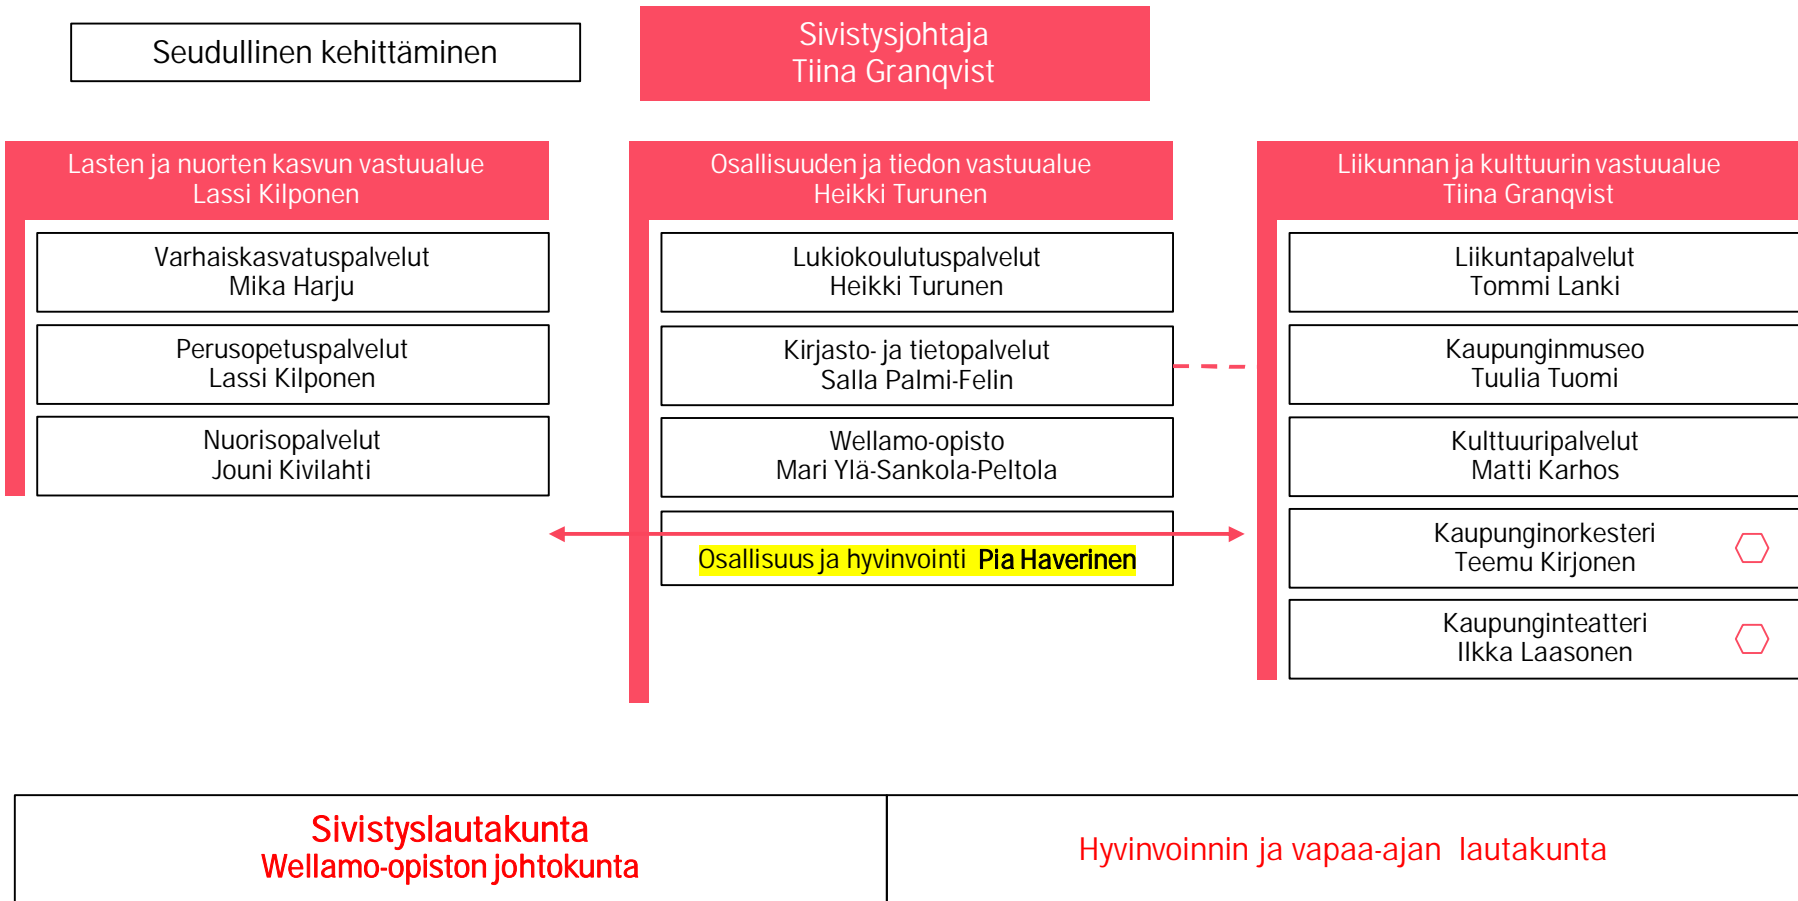 Seudullinen kehittäminen
Sivistysjohtaja
Tiina Granqvist
Lasten ja nuorten kasvun vastuualue
Lassi Kilponen
Varhaiskasvatuspalvelut
Mika Harju
Perusopetuspalvelut
Lassi Kilponen
Nuorisopalvelut
Jouni Kivilahti
Osallisuuden ja tiedon vastuualue
Heikki Turunen
Lukiokoulutuspalvelut
Heikki Turunen
Kirjasto- ja tietopalvelut
Salla Palmi-Felin
Wellamo-opisto
Mari Ylä-Sankola-Peltola
Osallisuus ja hyvinvointi Pia Haverinen
Liikunnan ja kulttuurin vastuualue
Tiina Granqvist
Liikuntapalvelut
Tommi Lanki
Kaupunginmuseo
Tuulia Tuomi
Kulttuuripalvelut
Matti Karhos
Kaupunginorkesteri
Teemu Kirjonen
Kaupunginteatteri
Ilkka Laasonen
Sivistyslautakunta
Wellamo-opiston johtokunta
Hyvinvoinnin ja vapaa-ajan lautakunta